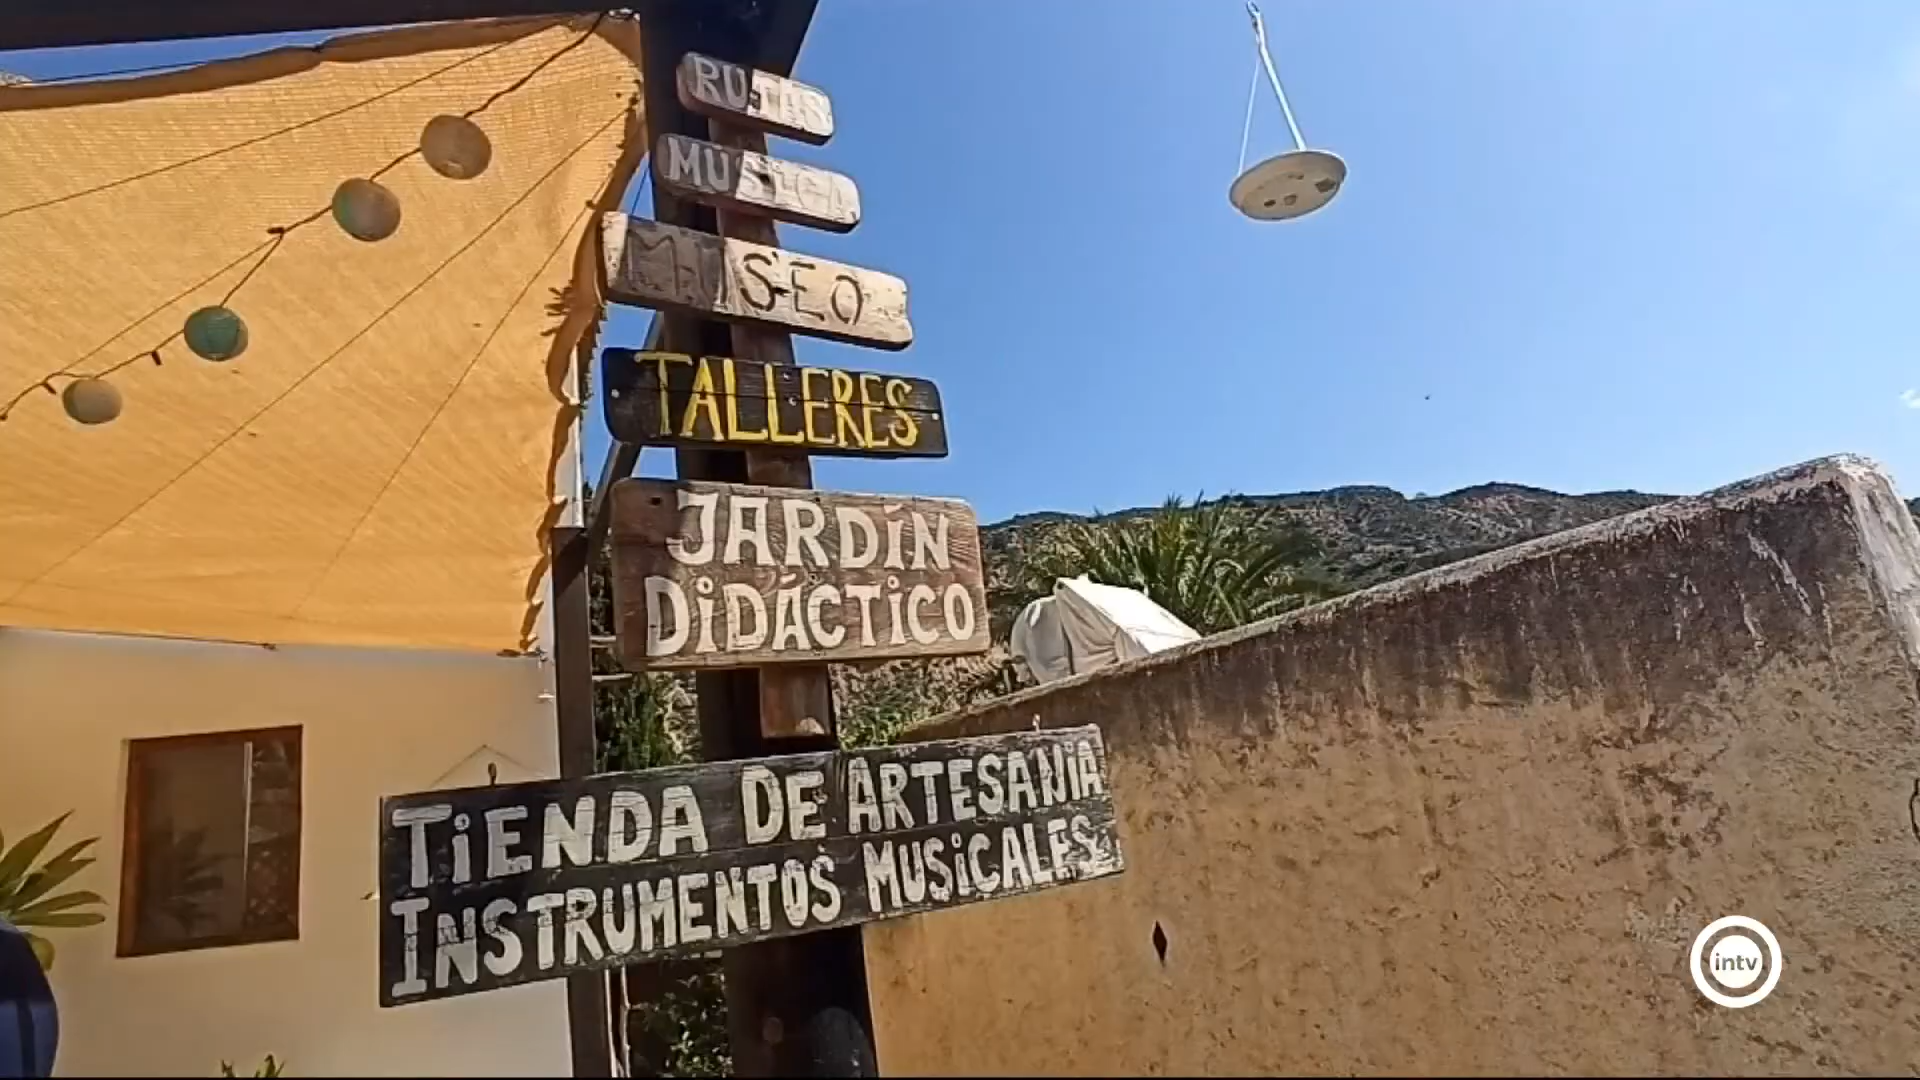 RUTAS
MUSICA
MUSEO
TALLERES
JARDÍN
DIDÁCTICO
TIENDA DE ARTESANIA
INSTRUMENTOS MUSICALES
intv